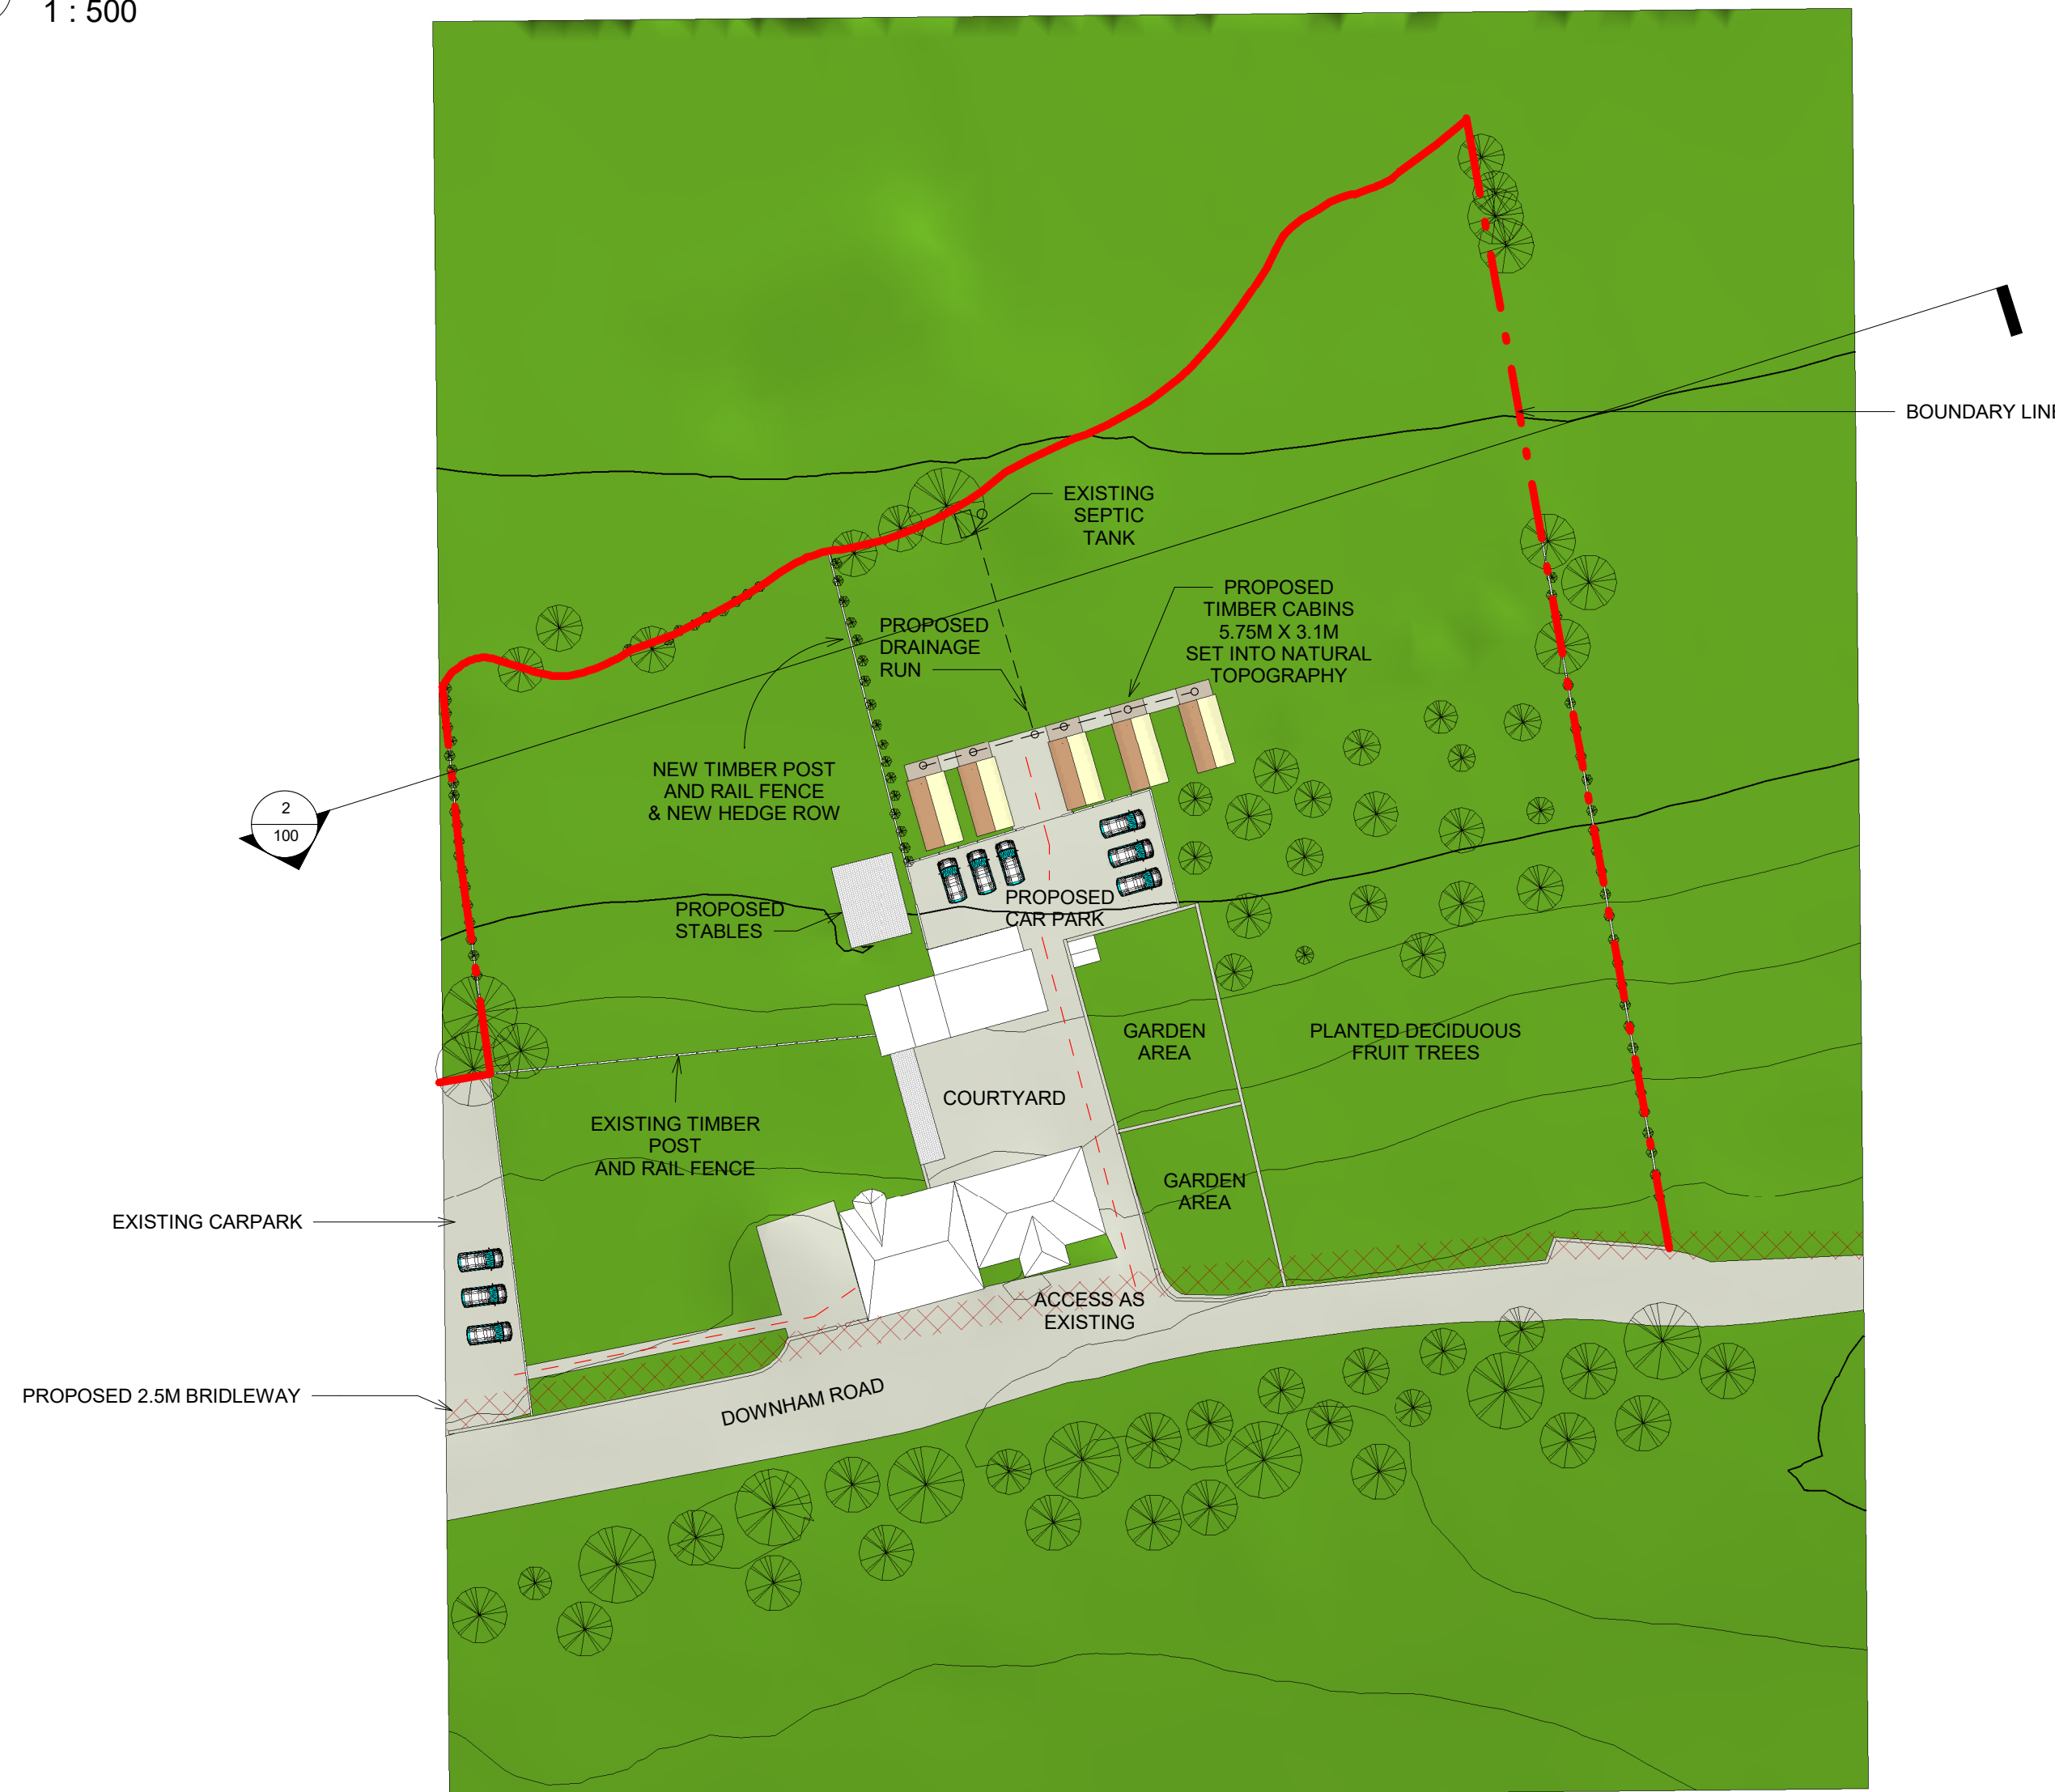 1 : 500
BOUNDARY LINE
EXISTING
SEPTIC
TANK
PROPOSED
TIMBER CABINS
5.75M X 3.1M
SET INTO NATURAL
TOPOGRAPHY
PROPOSED
DRAINAGE
RUN
NEW TIMBER POST
AND RAIL FENCE
& NEW HEDGE ROW
2
100
PROPOSED
CAR PARK
PROPOSED
STABLES
GARDEN
AREA
PLANTED DECIDUOUS
FRUIT TREES
COURTYARD
EXISTING TIMBER
POST
AND RAIL FENCE
GARDEN
AREA
EXISTING CARPARK
ACCESS AS
EXISTING
PROPOSED 2.5M BRIDLEWAY
DOWNHAM ROAD